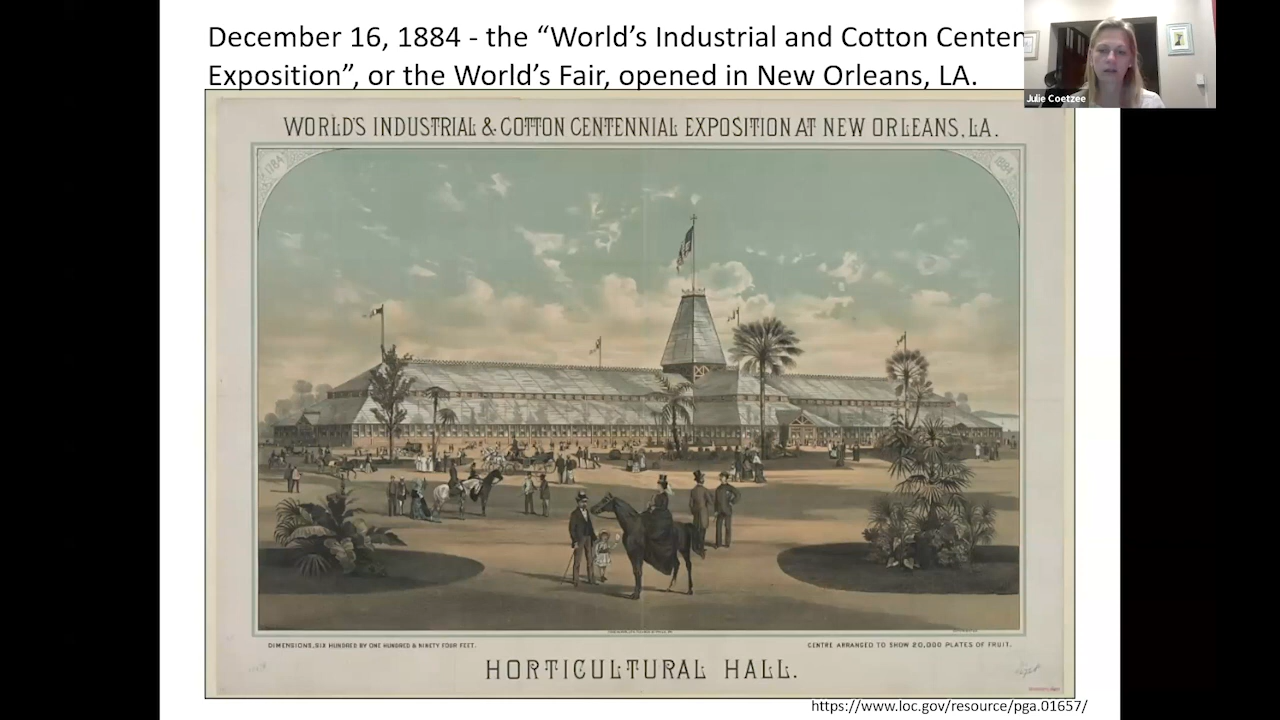 December 16, 1884 - the “World’s Industrial and Cotton Centen
Exposition”, or the World’s Fair, opened in New Orleans, LA.
Julie Coetzee
WORLD'S INDUSTRIAL & COTTON CENTENNIAL EXPOSITION AT NEW ORLEANS, LA.
1784
1884
DIMENSIONS, SIX HUNDRED BY ONE HUNDRED & NINETY FOUR FEET.
CENTRE ARRANGED TO SHOW 20,000 PLATES OF FRUIT.
HORTICULTURAL HALL.
https://www.loc.gov/resource/pga.01657/